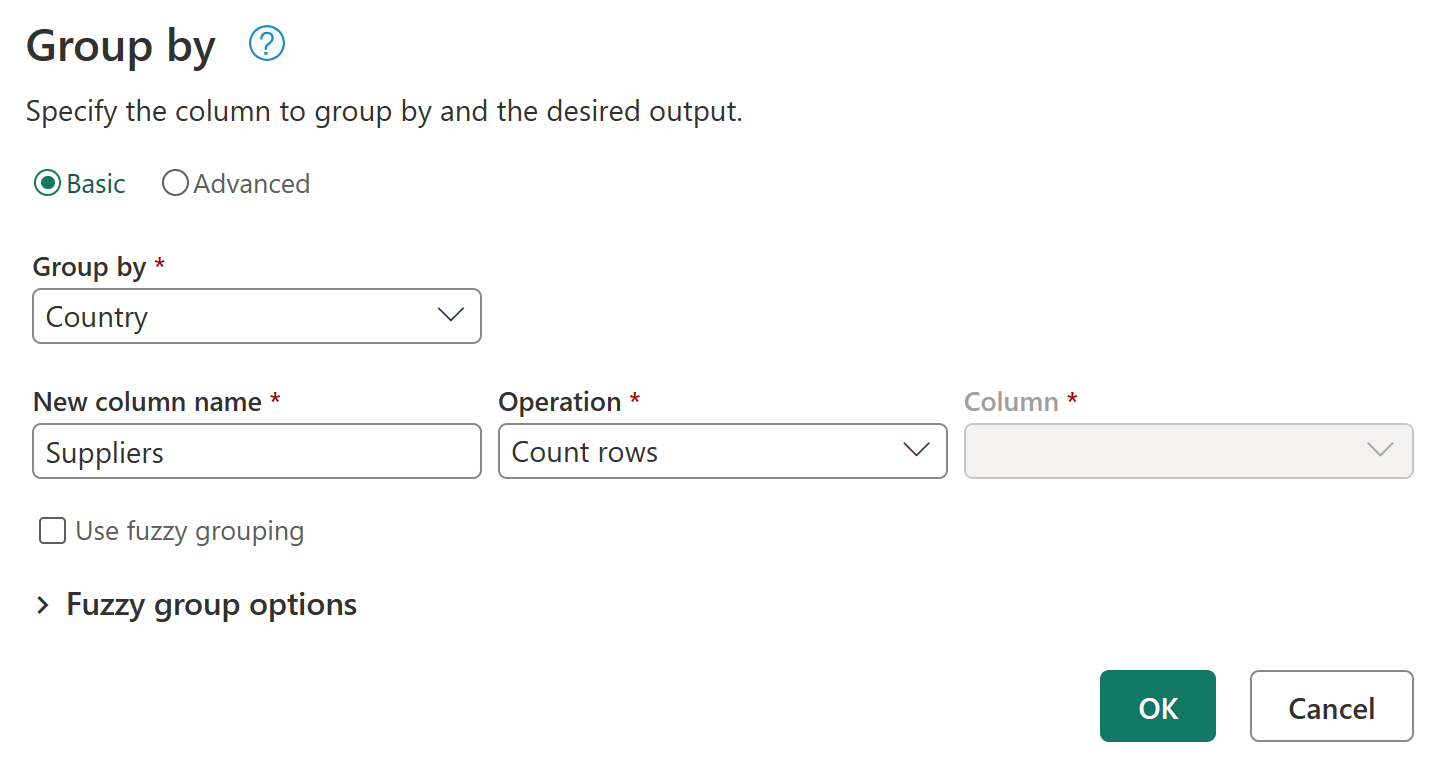 Group by ?
Specify the column to group by and the desired output.
Basic Advanced
Group by *
Country
New column name * Operation * Column *
Suppliers Count rows
Use fuzzy grouping
Fuzzy group options
OK Cancel